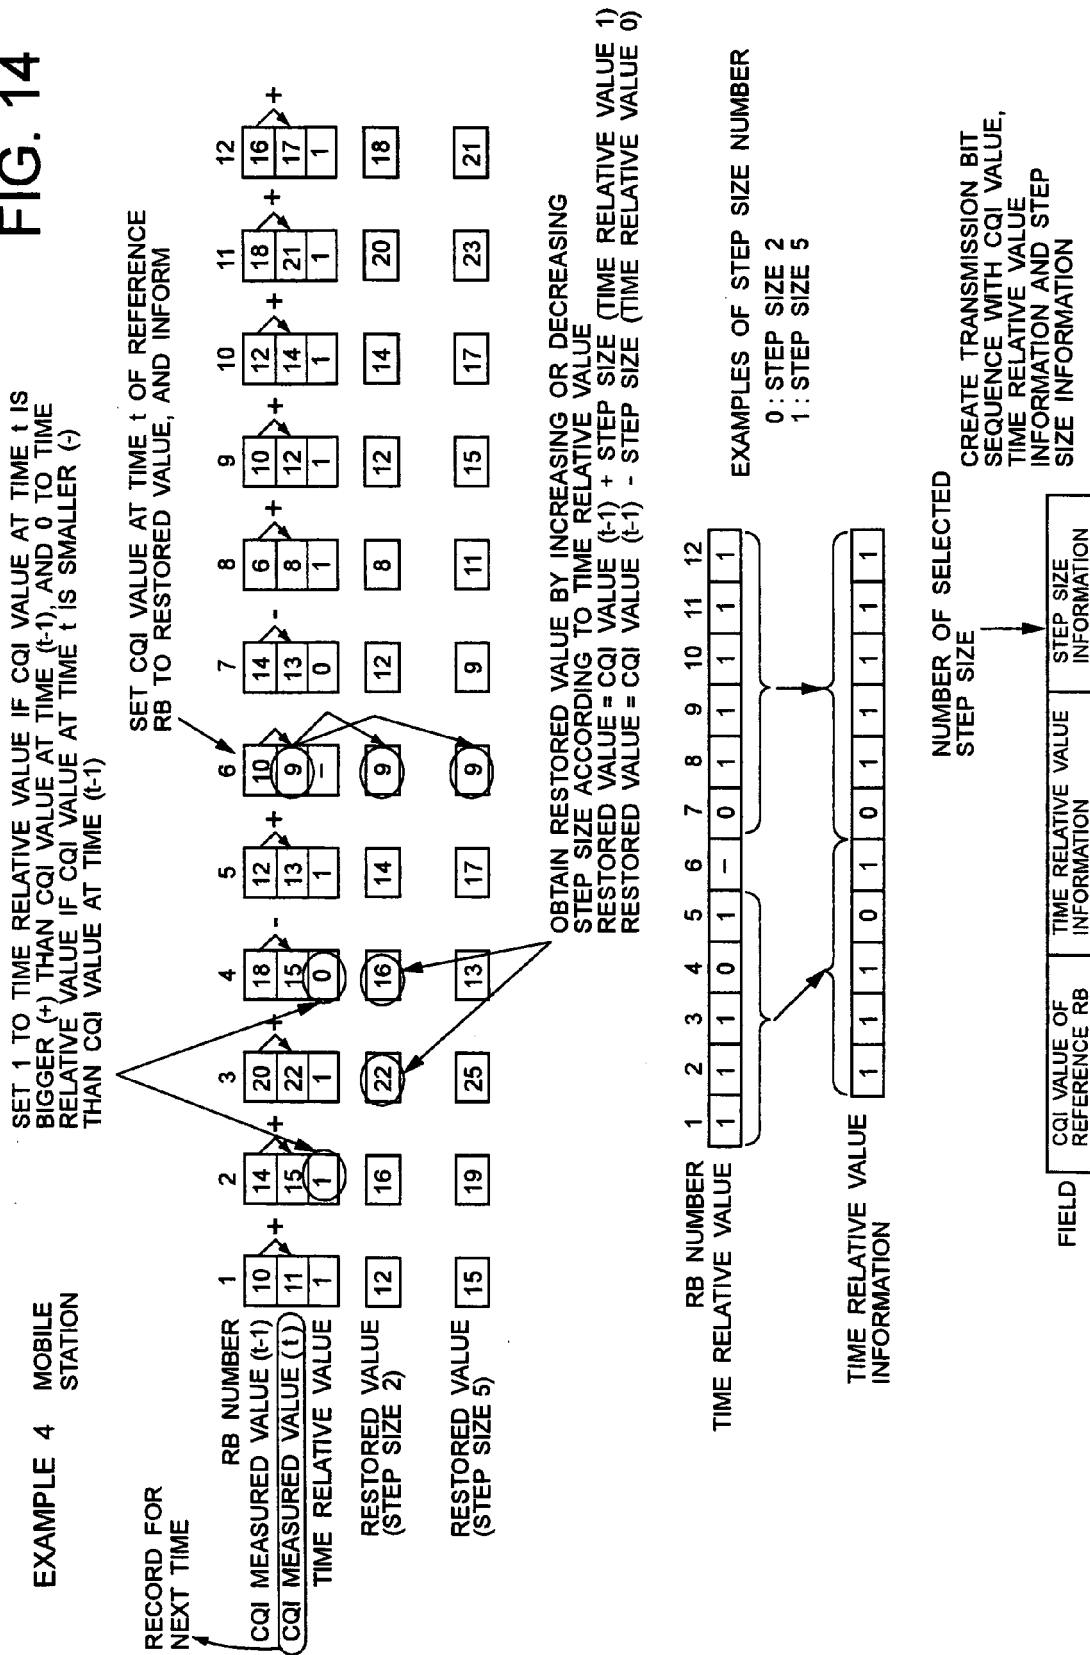 FIG. 14
EXAMPLE 4
MOBILE
STATION
SET 1 TO TIME RELATIVE VALUE IF CQI VALUE AT TIME t IS
BIGGER (+) THAN CQI VALUE AT TIME (t-1), AND 0 TO TIME
RELATIVE VALUE IF CQI VALUE AT TIME t IS SMALLER (-)
THAN CQI VALUE AT TIME (t-1)
SET CQI VALUE AT TIME t OF REFERENCE
RB TO RESTORED VALUE, AND INFORM
RECORD FOR
NEXT TIME
RB NUMBER 1 2 3 4 5 6 7 8 9 10 11 12
+ + + - + - + + + + +
CQI MEASURED VALUE (t-1) 10 14 20 18 12 10 14 6 10 12 18 16
CQI MEASURED VALUE (t) 11 15 22 15 13 9 13 8 12 14 21 17
TIME RELATIVE VALUE 1 1 1 0 1 - 0 1 1 1 1 1
RESTORED VALUE 12 16 22 16 14 9 12 8 12 14 20 18
(STEP SIZE 2)
RESTORED VALUE 15 19 25 13 17 9 9 11 15 17 23 21
(STEP SIZE 5)
OBTAIN RESTORED VALUE BY INCREASING OR DECREASING
STEP SIZE ACCORDING TO TIME RELATIVE VALUE
RESTORED VALUE = CQI VALUE (t-1) + STEP SIZE (TIME RELATIVE VALUE 1)
RESTORED VALUE = CQI VALUE (t-1) - STEP SIZE (TIME RELATIVE VALUE 0)
RB NUMBER 1 2 3 4 5 6 7 8 9 10 11 12
TIME RELATIVE VALUE 1 1 1 0 1 - 0 1 1 1 1 1
EXAMPLES OF STEP SIZE NUMBER
0 : STEP SIZE 2
1 : STEP SIZE 5
TIME RELATIVE VALUE 1 1 1 0 1 0 1 1 1 1 1
INFORMATION
NUMBER OF SELECTED
STEP SIZE
CREATE TRANSMISSION BIT
SEQUENCE WITH CQI VALUE,
TIME RELATIVE VALUE
INFORMATION AND STEP
SIZE INFORMATION
FIELD
CQI VALUE OF
REFERENCE RB
TIME RELATIVE VALUE
INFORMATION
STEP SIZE
INFORMATION